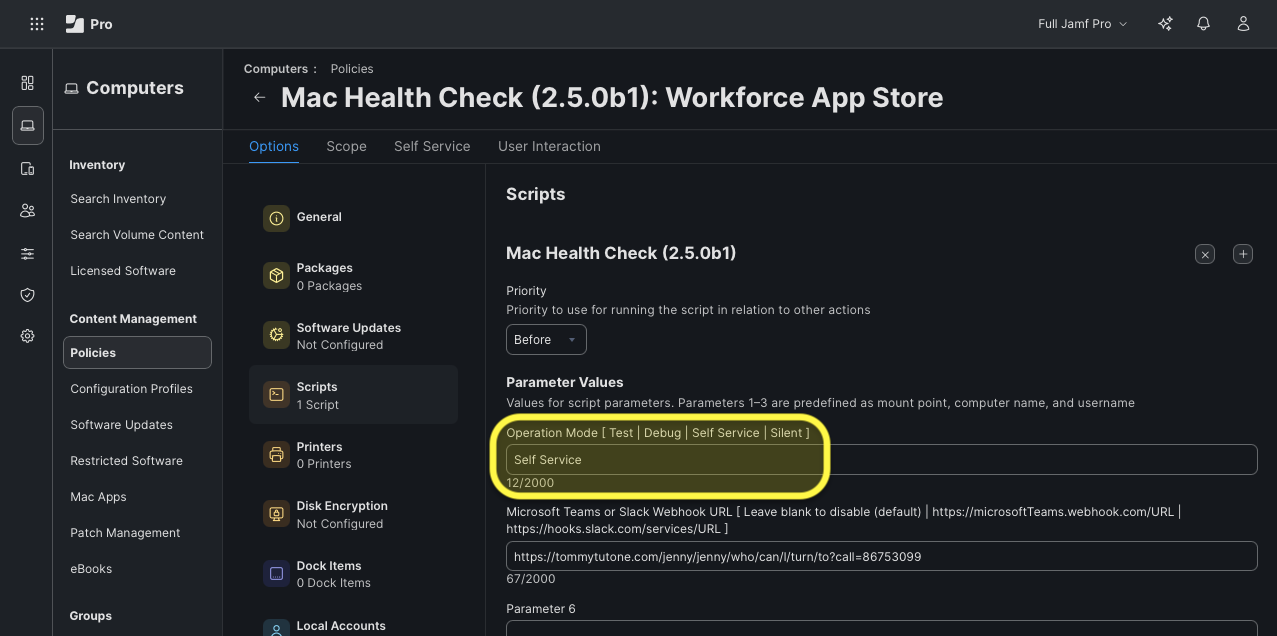 Pro
Full Jamf Pro
Computers
Inventory
Search Inventory
Search Volume Content
Licensed Software
Content Management
Policies
Configuration Profiles
Software Updates
Restricted Software
Mac Apps
Patch Management
eBooks
Groups
Computers : Policies
Mac Health Check (2.5.0b1): Workforce App Store
Options Scope Self Service User Interaction
General
Packages
0 Packages
Software Updates
Not Configured
Scripts
1 Script
Printers
0 Printers
Disk Encryption
Not Configured
Dock Items
0 Dock Items
Local Accounts
Scripts
Mac Health Check (2.5.0b1)
Priority
Priority to use for running the script in relation to other actions
Before
Parameter Values
Values for script parameters. Parameters 1–3 are predefined as mount point, computer name, and username
Operation Mode [ Test | Debug | Self Service | Silent ]
Self Service
12/2000
Microsoft Teams or Slack Webhook URL [ Leave blank to disable (default) | https://microsoftTeams.webhook.com/URL |
https://hooks.slack.com/services/URL ]
https://tommytutone.com/jenny/jenny/who/can/I/turn/to?call=86753099
67/2000
Parameter 6